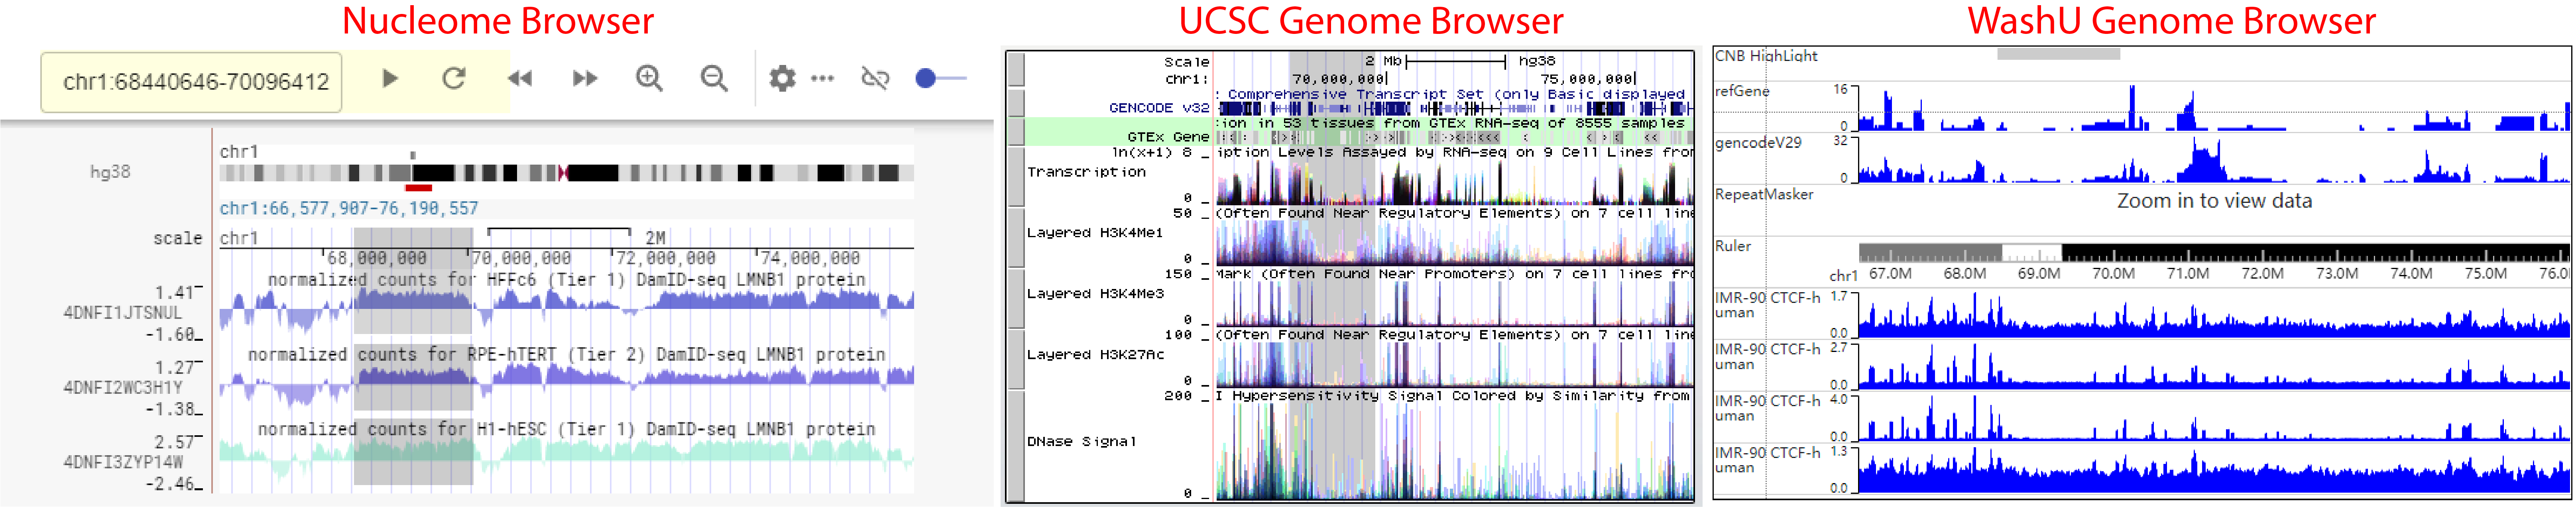 Nucleome Browser
chr1:68440646-70096412
hg38
chr1
chr1:66,577,907-76,190,557
scale
chr1
2M
68,000,000
70,000,000
72,000,000
74,000,000
normalized counts for HFFc6 (Tier 1) DamID-seq LMNB1 protein
1.41
4DNFI1JTSNUL
-1.60
normalized counts for RPE-hTERT (Tier 2) DamID-seq LMNB1 protein
1.27
4DNFI2WC3H1Y
-1.38
normalized counts for H1-hESC (Tier 1) DamID-seq LMNB1 protein
2.57
4DNFI3ZYP14W
-2.46
UCSC Genome Browser
Scale
2 Mb
hg38
chr1:
70,000,000
75,000,000
: Comprehensive Transcript Set (only Basic displayed
GENCODE v32
:ion in 53 tissues from GTEx RNA-seq of 8555 samples
GTEx Gene
ln(x+1) 8 _
iption Levels Assayed by RNA-seq on 9 Cell Lines fro
Transcription
0 _
50 _
(Often Found Near Regulatory Elements) on 7 cell line
Layered H3K4Me1
0 _
150 _
Mark (Often Found Near Promoters) on 7 cell lines fro
Layered H3K4Me3
0 _
100 _
(Often Found Near Regulatory Elements) on 7 cell line
Layered H3K27Ac
0 _
200 _
I Hypersensitivity Signal Colored by Similarity from
DNase Signal
0 _
WashU Genome Browser
CNB HighLight
refGene
16
0
gencodeV29
32
0
RepeatMasker
Zoom in to view data
Ruler
chr1
67.0M
68.0M
69.0M
70.0M
71.0M
72.0M
73.0M
74.0M
75.0M
76.0
IMR-90 CTCF-h
uman
1.7
0.0
IMR-90 CTCF-h
uman
2.7
0.0
IMR-90 CTCF-h
uman
4.0
0.0
IMR-90 CTCF-h
uman
1.3
0.0